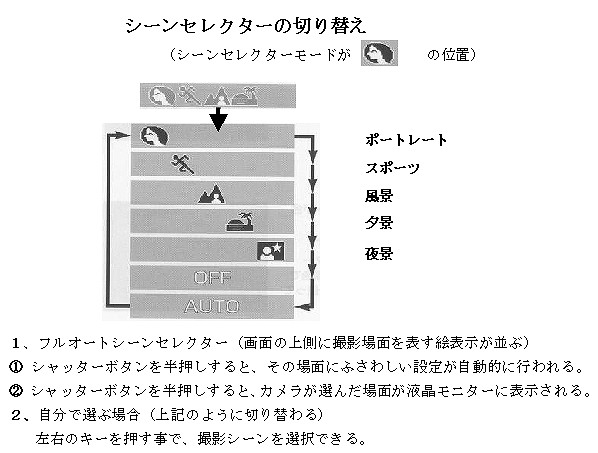 シーンセレクターの切り替え
（シーンセレクターモードが の位置）
ポートレート
スポーツ
風景
夕景
夜景
OFF
AUTO
１、フルオートシーンセレクター（画面の上側に撮影場面を表す絵表示が並ぶ）
① シャッターボタンを半押しすると、その場面にふさわしい設定が自動的に行われる。
② シャッターボタンを半押しすると、カメラが選んだ場面が液晶モニターに表示される。
２、自分で選ぶ場合（上記のように切り替わる）
左右のキーを押す事で、撮影シーンを選択できる。